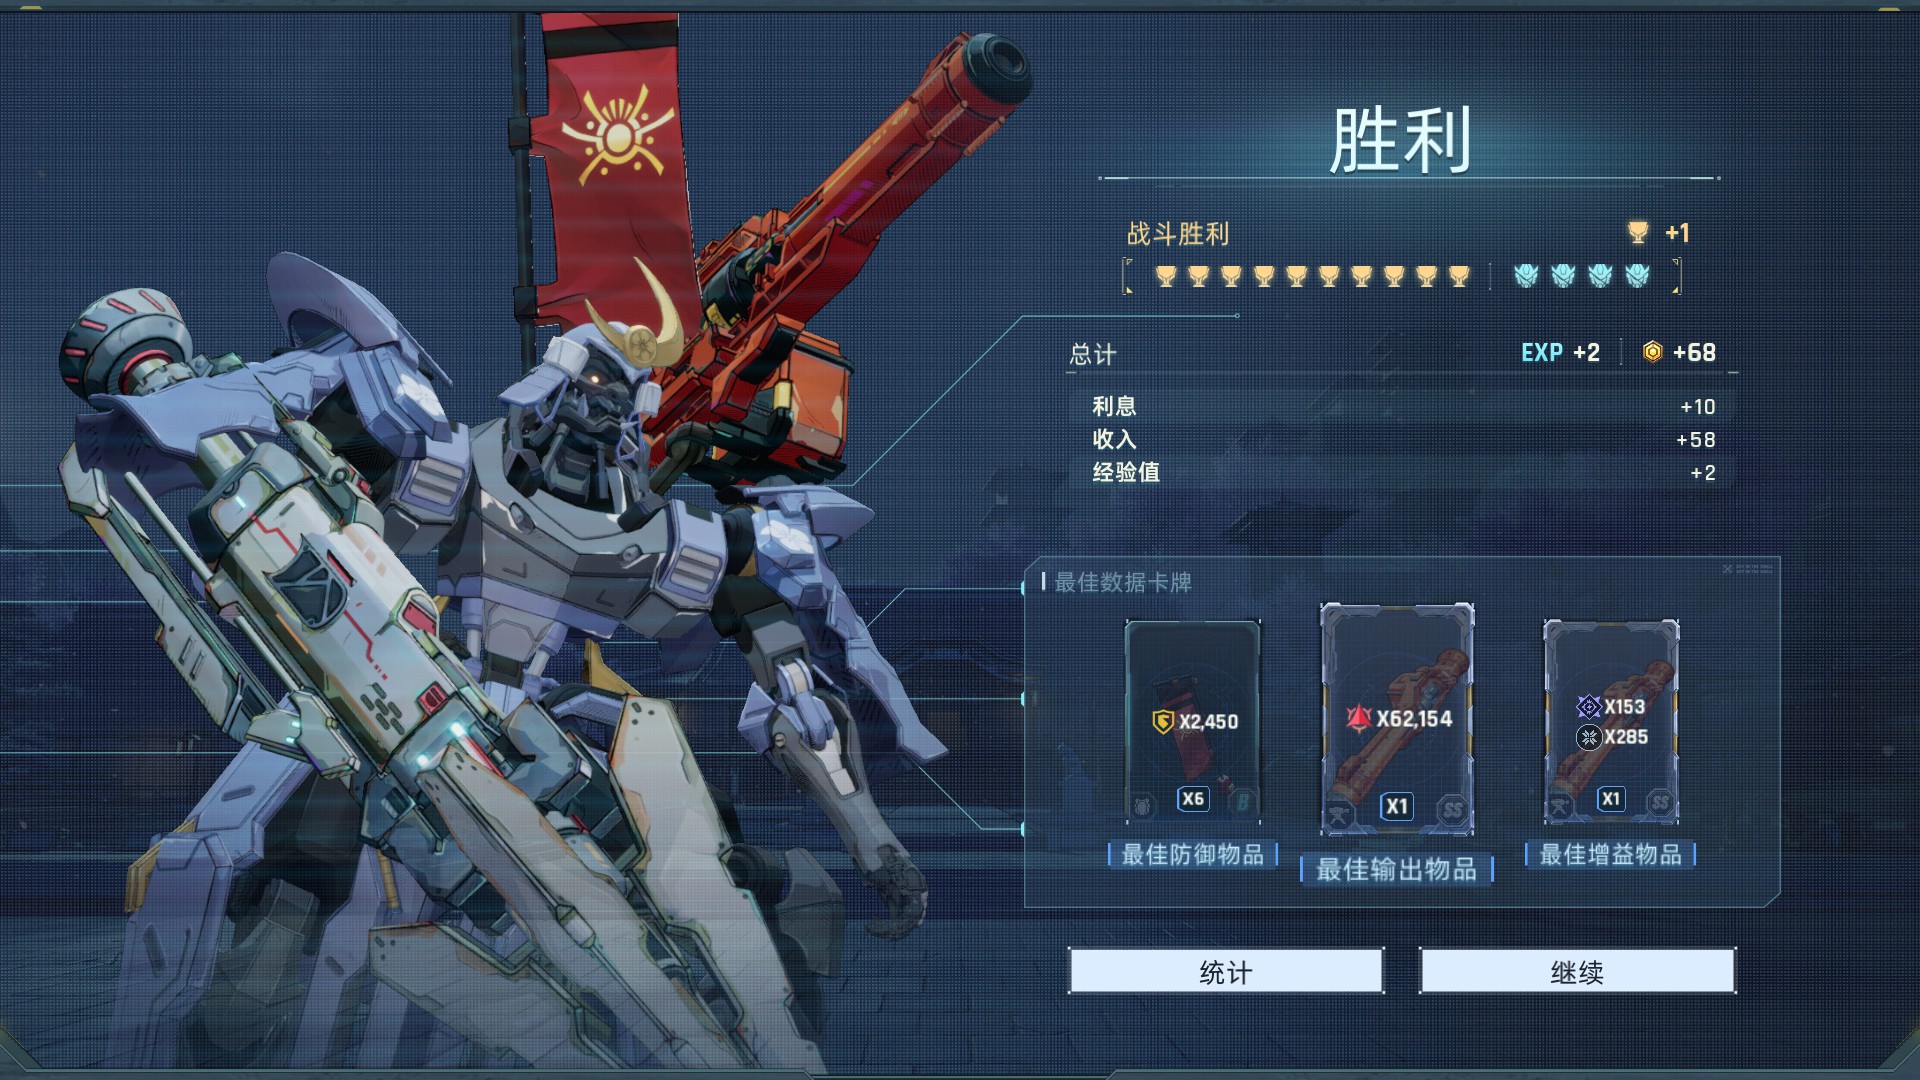 胜利
战斗胜利 +1
总计 EXP +2 +68
利息 +10
收入 +58
经验值 +2
最佳数据卡牌
X2,450
X6 B
最佳防御物品
X62,154
X1 SS
最佳输出物品
X153
X285
X1 SS
最佳增益物品
统计
继续